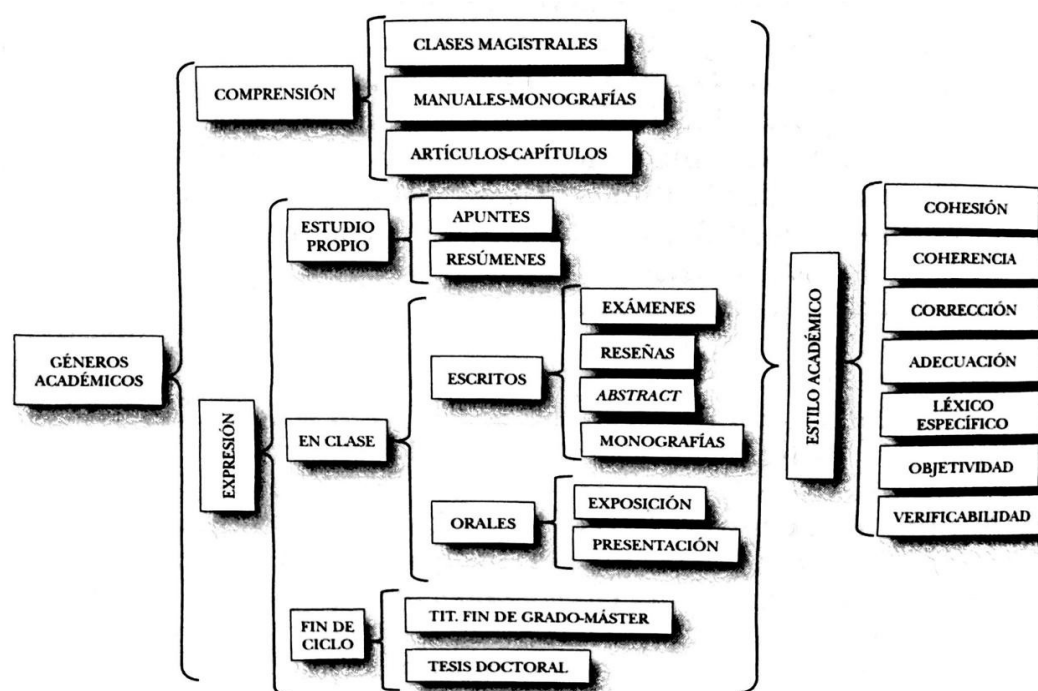 GÉNEROS
ACADÉMICOS
COMPRENSIÓN
CLASES MAGISTRALES
MANUALES-MONOGRAFÍAS
ARTÍCULOS-CAPÍTULOS
EXPRESIÓN
ESTUDIO
PROPIO
APUNTES
RESÚMENES
EN CLASE
ESCRITOS
EXÁMENES
RESEÑAS
ABSTRACT
MONOGRAFÍAS
ORALES
EXPOSICIÓN
PRESENTACIÓN
FIN DE
CICLO
TIT. FIN DE GRADO-MÁSTER
TESIS DOCTORAL
ESTILO ACADÉMICO
COHESIÓN
COHERENCIA
CORRECCIÓN
ADECUACIÓN
LÉXICO
ESPECÍFICO
OBJETIVIDAD
VERIFICABILIDAD